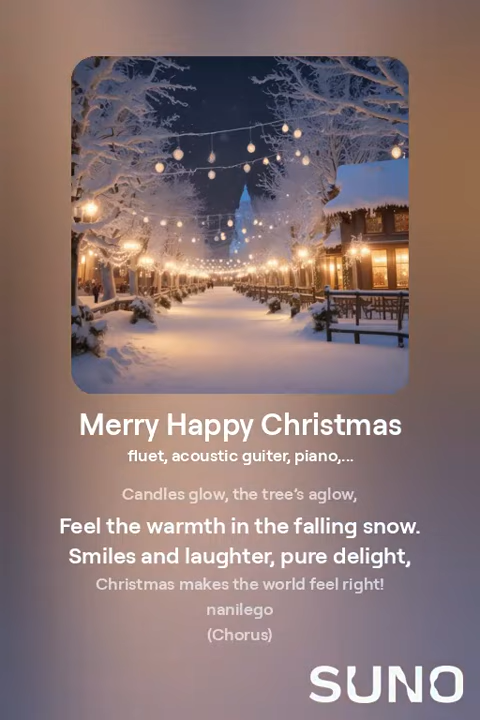 Merry Happy Christmas
fluet, acoustic guiter, piano,...
Candles glow, the tree's aglow,
Feel the warmth in the falling snow.
Smiles and laughter, pure delight,
Christmas makes the world feel right!
nanilego
(Chorus)
SUNO